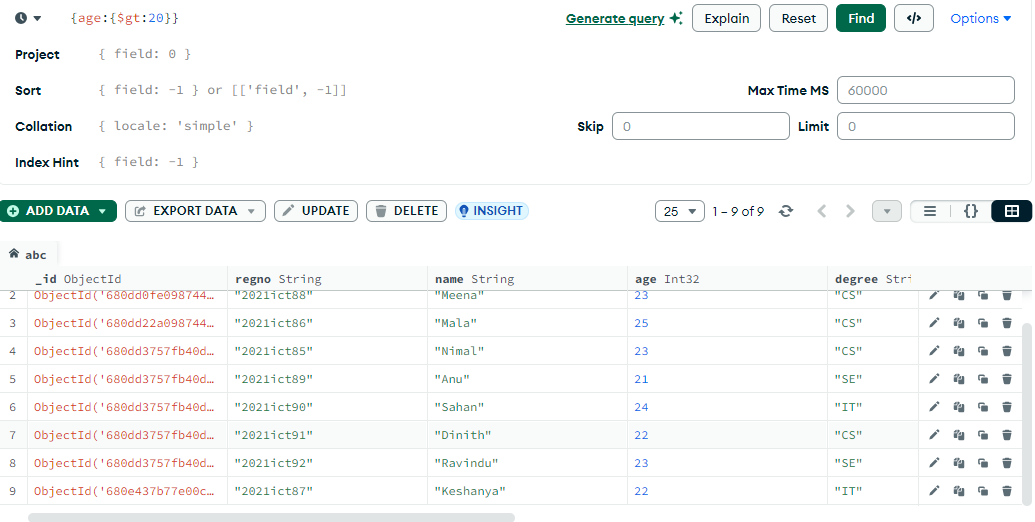 {age:{$gt:20}} Generate query Explain Reset Find </> Options
Project { field: 0 }
Sort { field: -1 } or [['field', -1]] Max Time MS 60000
Collation { locale: 'simple' } Skip 0 Limit 0
Index Hint { field: -1 }
ADD DATA EXPORT DATA UPDATE DELETE INSIGHT 25 1 – 9 of 9 {}
abc
_id ObjectId regno String name String age Int32 degree Stri
2 ObjectId('680dd0fe098744… "2021ict88" "Meena" 23 "CS"
3 ObjectId('680dd22a098744… "2021ict86" "Mala" 25 "CS"
4 ObjectId('680dd3757fb40d… "2021ict85" "Nimal" 23 "CS"
5 ObjectId('680dd3757fb40d… "2021ict89" "Anu" 21 "SE"
6 ObjectId('680dd3757fb40d… "2021ict90" "Sahan" 24 "IT"
7 ObjectId('680dd3757fb40d… "2021ict91" "Dinith" 22 "CS"
8 ObjectId('680dd3757fb40d… "2021ict92" "Ravindu" 23 "SE"
9 ObjectId('680e437b77e00c… "2021ict87" "Keshanya" 22 "IT"